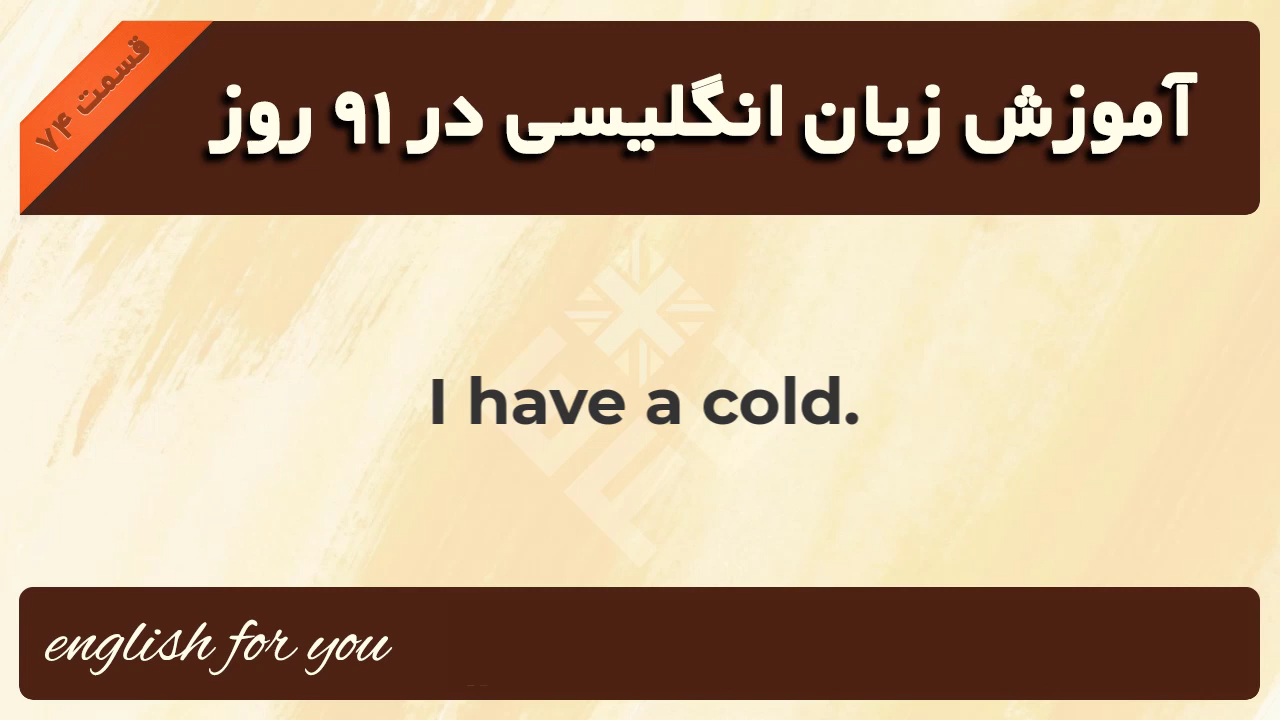 قسمت ۷۴
آموزش زبان انگلیسی در ۹۱ روز
I have a cold.
english for you